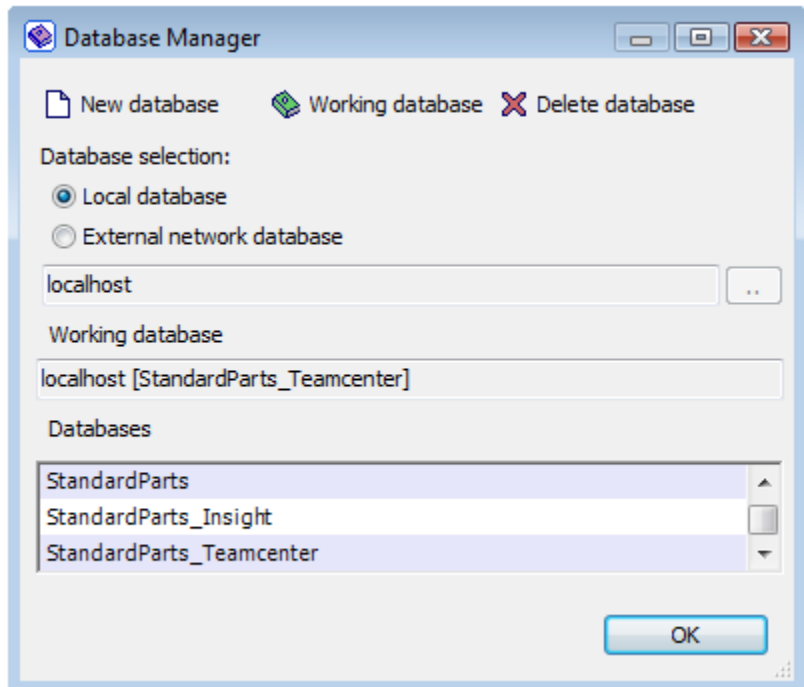 Database Manager
New database Working database Delete database
Database selection:
Local database
External network database
localhost
..
Working database
localhost [StandardParts_Teamcenter]
Databases
StandardParts
StandardParts_Insight
StandardParts_Teamcenter
OK